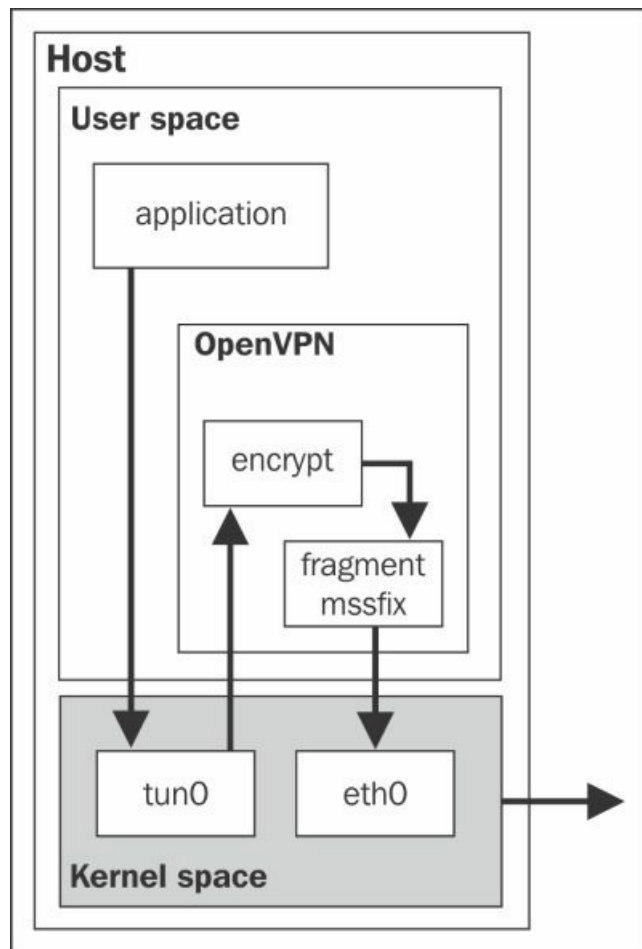 Host
User space
application
OpenVPN
encrypt
fragment
mssfix
tun0
eth0
Kernel space